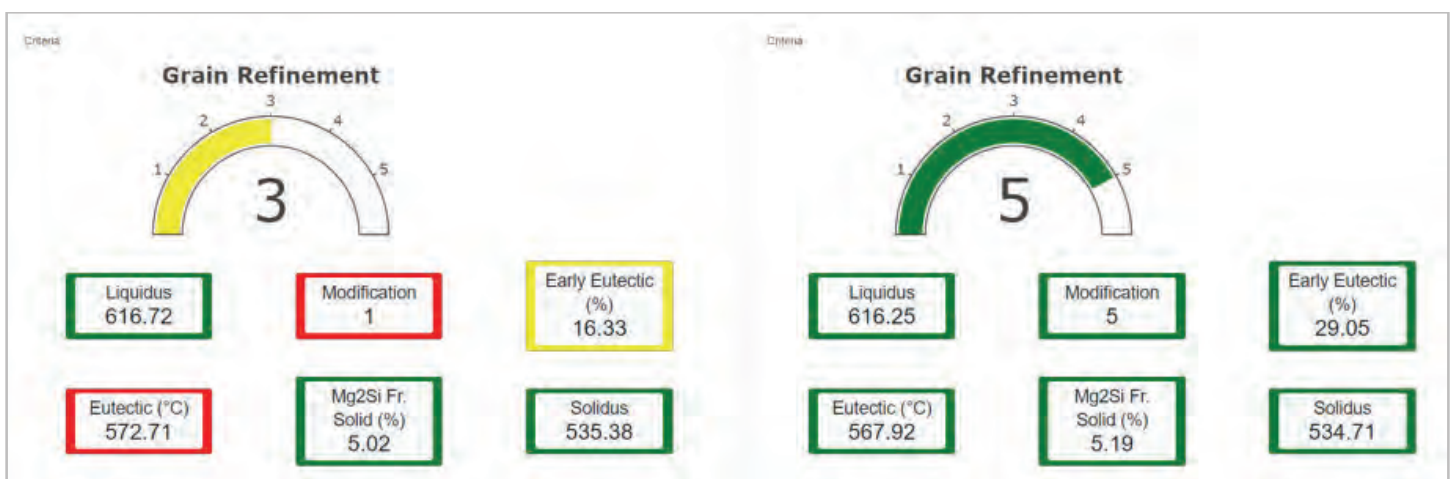 Criteria
Grain Refinement
1
2
3
4
5
3
Liquidus
616.72
Modification
1
Early Eutectic
(%)
16.33
Eutectic (°C)
572.71
Mg2Si Fr.
Solid (%)
5.02
Solidus
535.38
Criteria
Grain Refinement
1
2
3
4
5
5
Liquidus
616.25
Modification
5
Early Eutectic
(%)
29.05
Eutectic (°C)
567.92
Mg2Si Fr.
Solid (%)
5.19
Solidus
534.71